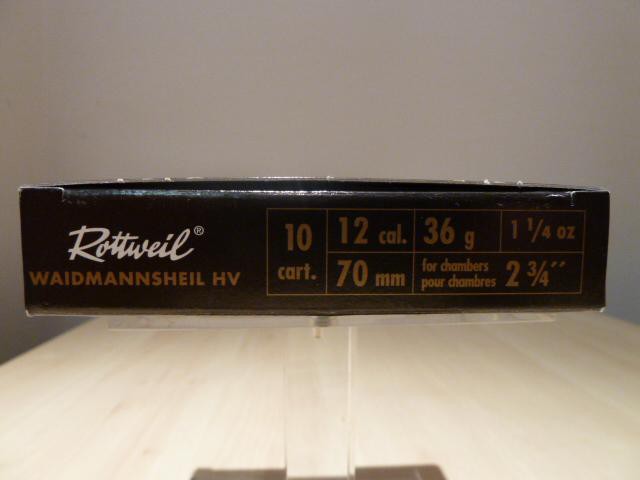 Rottweil®
WAIDMANNSHEIL HV
10
cart.
12 cal.
70 mm
36 g
1 1/4 oz
for chambers
pour chambres
2 3/4"